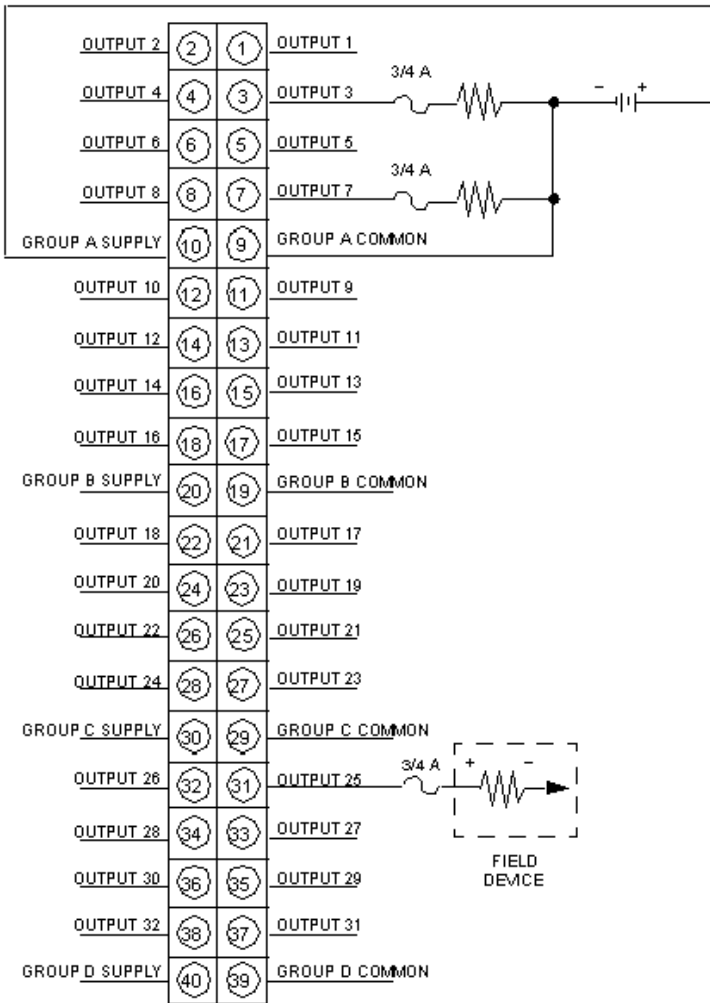 OUTPUT 2 2 1 OUTPUT 1
3/4 A
OUTPUT 4 4 3 OUTPUT 3 - +
OUTPUT 6 6 5 OUTPUT 5
3/4 A
OUTPUT 8 8 7 OUTPUT 7
GROUP A SUPPLY 10 9 GROUP A COMMON
OUTPUT 10 12 11 OUTPUT 9
OUTPUT 12 14 13 OUTPUT 11
OUTPUT 14 16 15 OUTPUT 13
OUTPUT 16 18 17 OUTPUT 15
GROUP B SUPPLY 20 19 GROUP B COMMON
OUTPUT 18 22 21 OUTPUT 17
OUTPUT 20 24 23 OUTPUT 19
OUTPUT 22 26 25 OUTPUT 21
OUTPUT 24 28 27 OUTPUT 23
GROUP C SUPPLY 30 29 GROUP C COMMON
3/4 A + -
OUTPUT 26 32 31 OUTPUT 25
OUTPUT 28 34 33 OUTPUT 27
FIELD
DEVICE
OUTPUT 30 36 35 OUTPUT 29
OUTPUT 32 38 37 OUTPUT 31
GROUP D SUPPLY 40 39 GROUP D COMMON